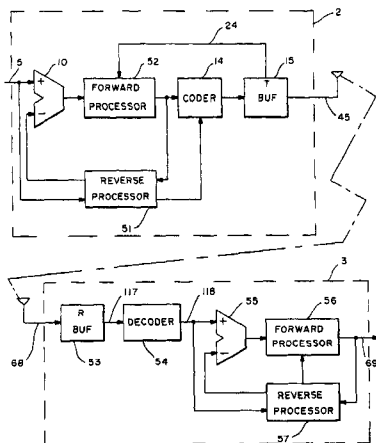 24
2
5
10
52
14
15
+
−
FORWARD
PROCESSOR
CODER
T
BUF
45
REVERSE
PROCESSOR
51
3
117
118
55
56
R
BUF
DECODER
+
−
FORWARD
PROCESSOR
68
53
54
69
REVERSE
PROCESSOR
57